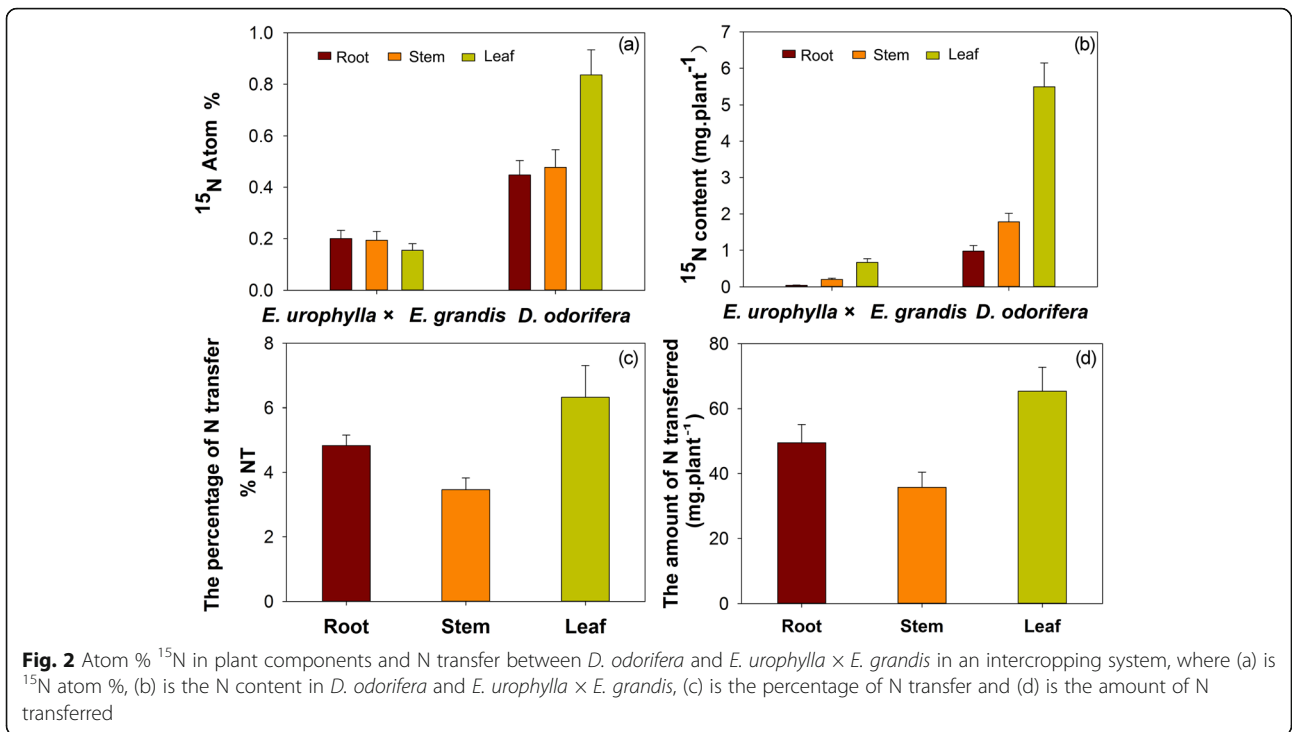 (a)
Root Stem Leaf
1.0
0.8
0.6
0.4
0.2
0.0
15N Atom %
E. urophylla × E. grandis D. odorifera
(b)
Root Stem Leaf
7
6
5
4
3
2
1
0
15N content (mg.plant-1)
E. urophylla × E. grandis D. odorifera
(c)
8
6
4
2
0
The percentage of N transfer
% NT
Root Stem Leaf
(d)
80
60
40
20
0
The amount of N transferred
(mg.plant-1)
Root Stem Leaf
Fig. 2 Atom % 15N in plant components and N transfer between D. odorifera and E. urophylla × E. grandis in an intercropping system, where (a) is
15N atom %, (b) is the N content in D. odorifera and E. urophylla × E. grandis, (c) is the percentage of N transfer and (d) is the amount of N
transferred